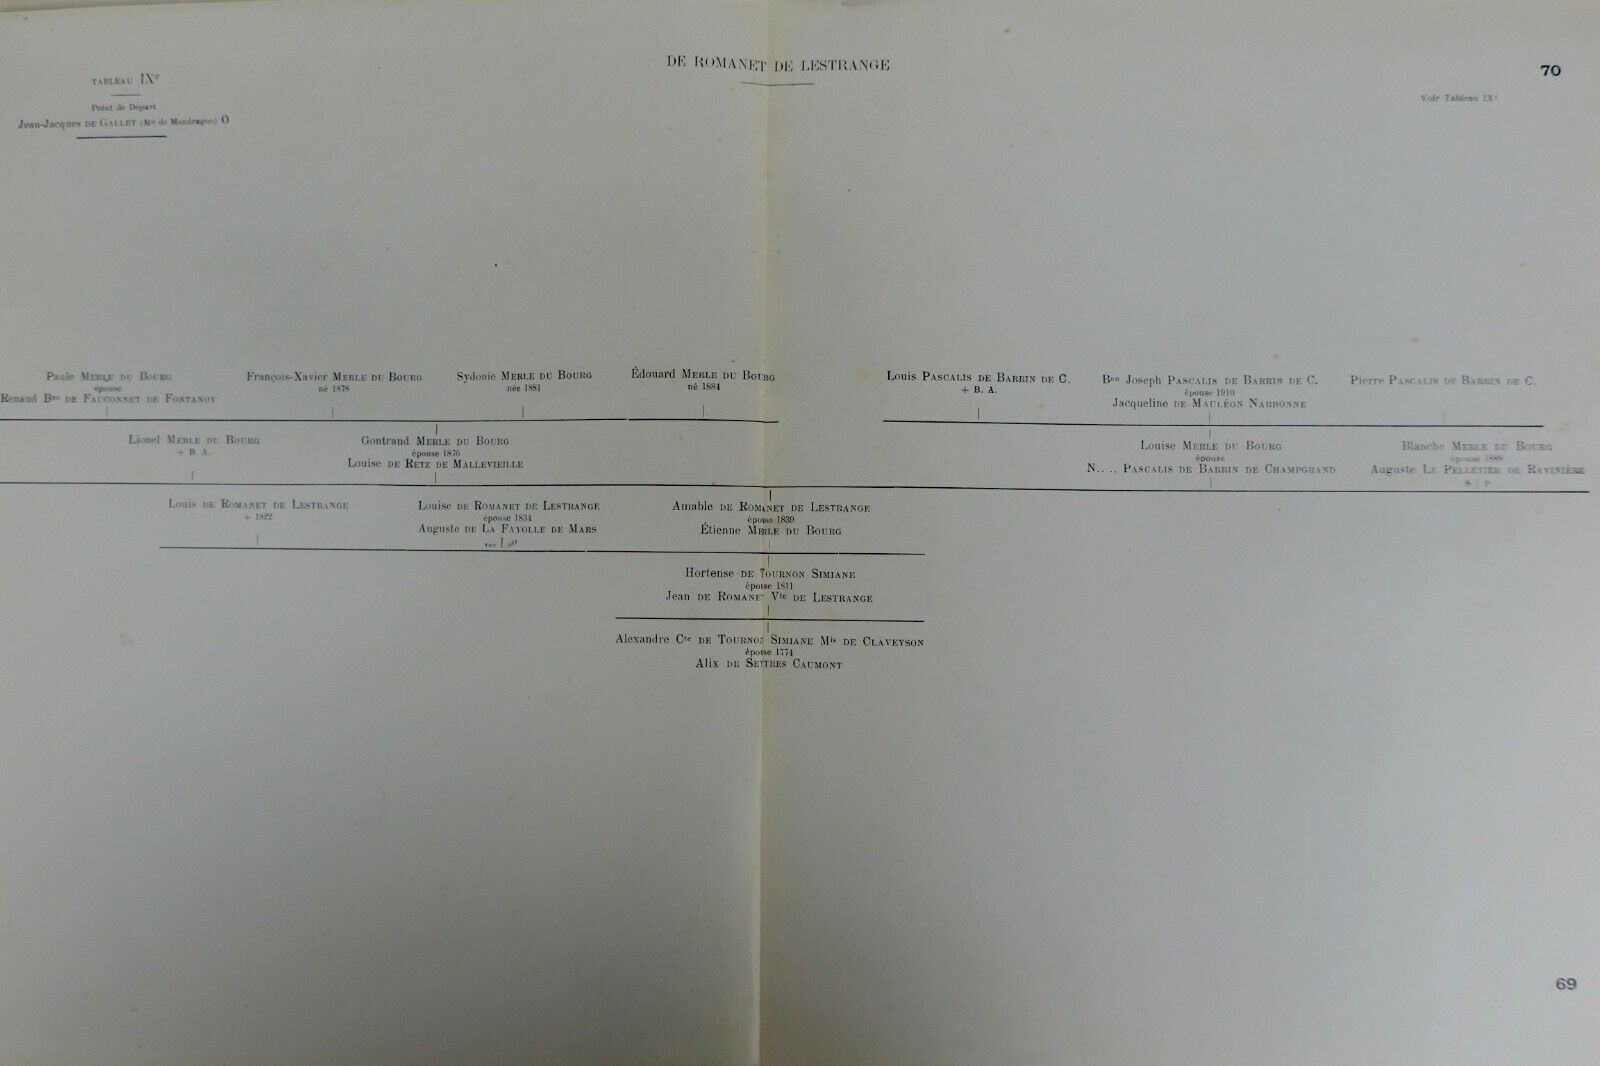 DE ROMANET DE LESTRANGE
70
TABLEAU IX
Point de Départ
Jean-Jacques DE GALLET (Mis de Mondragon) O
Voir Tableau IX
Paule MERLE DU BOURG
épouse
Renaud Bon DE FAUCONNET DE FONTANOY
François-Xavier MERLE DU BOURG
né 1878
Sydonie MERLE DU BOURG
née 1881
Édouard MERLE DU BOURG
né 1884
Louis PASCALIS DE BARRIN DE C.
+ B. A.
Bon Joseph PASCALIS DE BARRIN DE C.
épouse 1910
Jacqueline DE MAULÉON NARBONNE
Pierre PASCALIS DE BARRIN DE C.
Lionel MERLE DU BOURG
+ B. A.
Gontrand MERLE DU BOURG
épouse 1876
Louise DE RETZ DE MALLEVIEILLE
Louise MERLE DU BOURG
épouse
N..... PASCALIS DE BARRIN DE CHAMPGRAND
Blanche MERLE DU BOURG
épouse 1888
Auguste LE PELLETIER DE RAVINIÈRE
S P
Louis DE ROMANET DE LESTRANGE
+ 1822
Louise DE ROMANET DE LESTRANGE
épouse 1834
Auguste DE LA FAYOLLE DE MARS
Voir
Amable DE ROMANET DE LESTRANGE
épouse 1839
Étienne MERLE DU BOURG
Hortense DE TOURNON SIMIANE
épouse 1811
Jean DE ROMANET Vte DE LESTRANGE
Alexandre Cte DE TOURNON SIMIANE Mis DE CLAVEYSON
épouse 1774
Alix DE SEYTRES CAUMONT
69